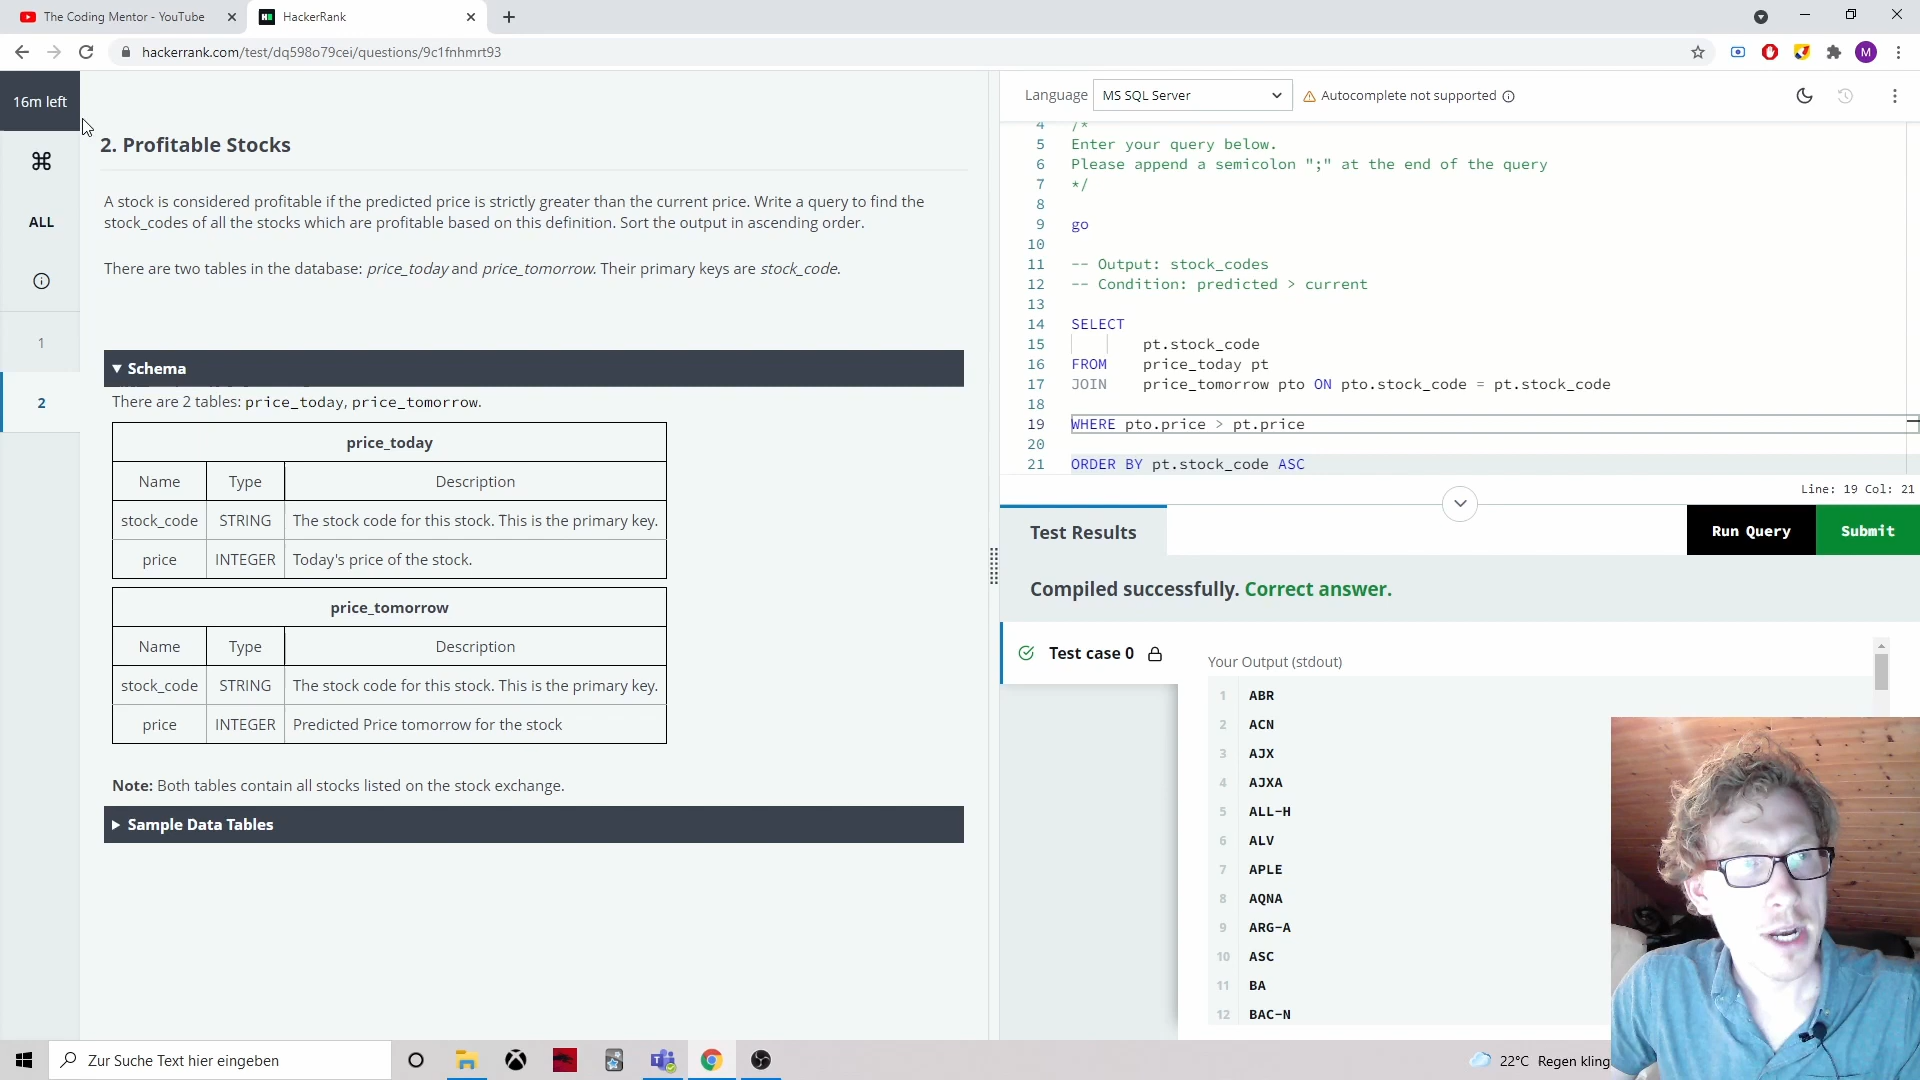 The Coding Mentor - YouTube
HackerRank
hackerrank.com/test/dq598o79cei/questions/9c1fnhmrt93
M
16m left
ALL
1
2
2. Profitable Stocks
A stock is considered profitable if the predicted price is strictly greater than the current price. Write a query to find the
stock_codes of all the stocks which are profitable based on this definition. Sort the output in ascending order.
There are two tables in the database: price_today and price_tomorrow. Their primary keys are stock_code.
Schema
There are 2 tables: price_today, price_tomorrow.
price_today
Name Type Description
stock_code STRING The stock code for this stock. This is the primary key.
price INTEGER Today's price of the stock.
price_tomorrow
Name Type Description
stock_code STRING The stock code for this stock. This is the primary key.
price INTEGER Predicted Price tomorrow for the stock
Note: Both tables contain all stocks listed on the stock exchange.
Sample Data Tables
Language MS SQL Server Autocomplete not supported
4 /*
5 Enter your query below.
6 Please append a semicolon ";" at the end of the query
7 */
8
9 go
10
11 -- Output: stock_codes
12 -- Condition: predicted > current
13
14 SELECT
15 pt.stock_code
16 FROM price_today pt
17 JOIN price_tomorrow pto ON pto.stock_code = pt.stock_code
18
19 WHERE pto.price > pt.price
20
21 ORDER BY pt.stock_code ASC
Line: 19 Col: 21
Test Results
Run Query
Submit
Compiled successfully. Correct answer.
Test case 0
Your Output (stdout)
1 ABR
2 ACN
3 AJX
4 AJXA
5 ALL-H
6 ALV
7 APLE
8 AQNA
9 ARG-A
10 ASC
11 BA
12 BAC-N
Zur Suche Text hier eingeben
22°C Regen kling